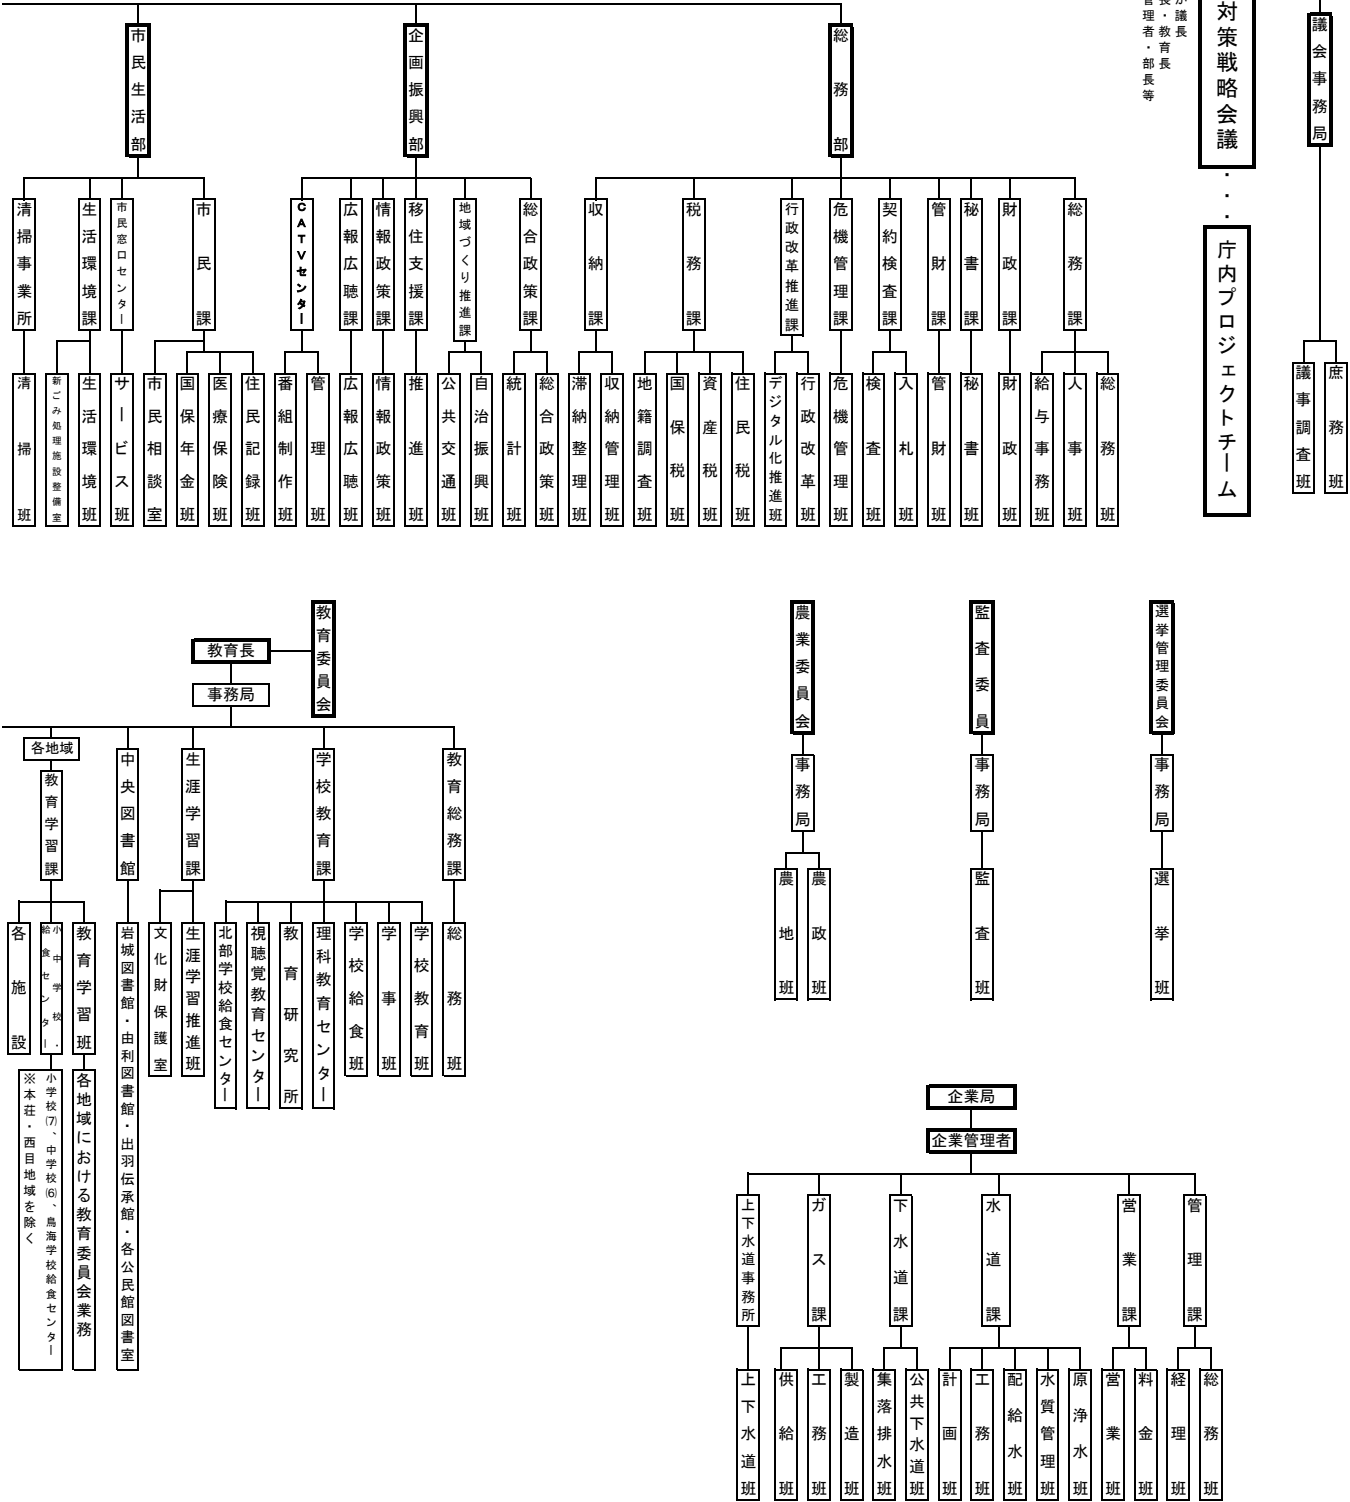 議会事務局
庶務班
議事調査班
対策戦略会議
・・・
庁内プロジェクトチーム
議長
長・教育長
管理者・部長等
総務部
総務課
総務班
人事班
給与事務班
財政課
財政班
秘書課
秘書班
管財課
管財班
契約検査課
入札班
検査班
危機管理課
危機管理班
行政改革推進課
行政改革班
デジタル化推進班
税務課
住民税班
資産税班
国保税班
地籍調査班
収納課
収納管理班
滞納整理班
企画振興部
総合政策課
総合政策班
統計班
地域づくり推進課
自治振興班
公共交通班
移住支援課
推進班
情報政策課
情報政策班
広報広聴課
広報広聴班
CATVセンター
管理班
番組制作班
市民生活部
市民課
住民記録班
医療保険班
国保年金班
市民相談室
市民窓口センター
サービス班
生活環境課
生活環境班
新ごみ処理施設整備室
清掃事業所
清掃班
選挙管理委員会
事務局
選挙班
監査委員
事務局
監査班
農業委員会
事務局
農政班
農地班
教育委員会
教育長
事務局
教育総務課
総務班
学校教育課
学校教育班
学事班
学校給食班
理科教育センター
教育研究所
視聴覚教育センター
北部学校給食センター
生涯学習課
生涯学習推進班
文化財保護室
中央図書館
岩城図書館・由利図書館・出羽伝承館・各公民館図書室
各地域
教育学習課
教育学習班
各地域における教育委員会業務
小中学校・
給食センター
小学校(7)、中学校(6)、鳥海学校給食センター
※本荘・西目地域を除く
各施設
企業局
企業管理者
管理課
総務班
経理班
営業課
料金班
営業班
水道課
原浄水班
水質管理班
配給水班
工務班
計画班
下水道課
公共下水道班
集落排水班
ガス課
製造班
工務班
供給班
上下水道事務所
上下水道班